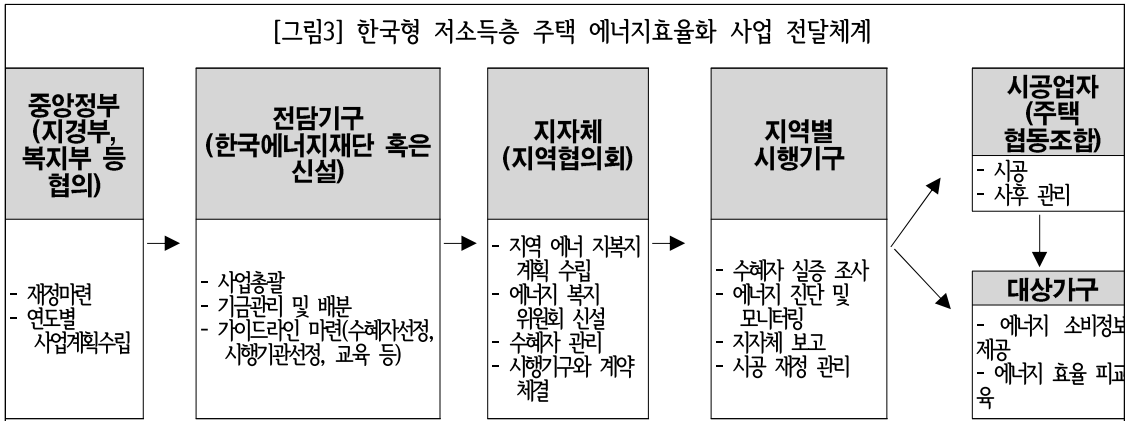 [그림3] 한국형 저소득층 주택 에너지효율화 사업 전달체계
중앙정부
(지경부,
복지부 등
협의)
- 재정마련
- 연도별
사업계획수립
전담기구
(한국에너지재단 혹은
신설)
- 사업총괄
- 기금관리 및 배분
- 가이드라인 마련(수혜자선정,
시행기관선정, 교육 등)
지자체
(지역협의회)
- 지역 에너 지복지
계획 수립
- 에너지 복지
위원회 신설
- 수혜자 관리
- 시행기구와 계약
체결
지역별
시행기구
- 수혜자 실증 조사
- 에너지 진단 및
모니터링
- 지자체 보고
- 시공 재정 관리
시공업자
(주택
협동조합)
- 시공
- 사후 관리
대상가구
- 에너지 소비정보
제공
- 에너지 효율 피교
육